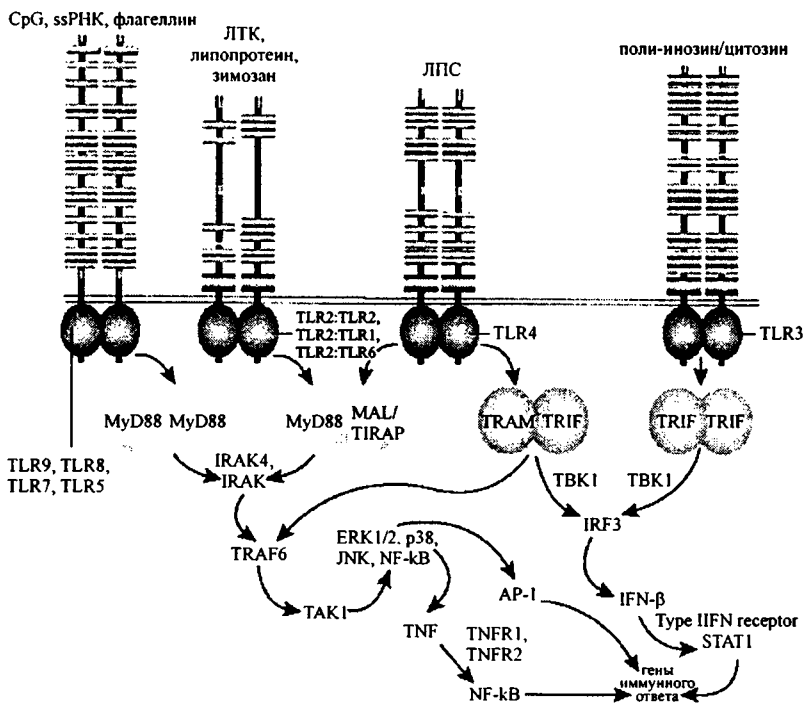 CpG, ssРНК, флагеллин
ЛТК,
липопротеин,
зимозан
ЛПС
поли-инозин/цитозин
TLR2:TLR2,
TLR2:TLR1,
TLR2:TLR6
TLR4
TLR3
MyD88 MyD88
MyD88
MAL/
TIRAP
TRAM TRIF
TRIF TRIF
TLR9, TLR8,
TLR7, TLR5
IRAK4,
IRAK
TBK1
TBK1
IRF3
TRAF6
ERK1/2, p38,
JNK, NF-kB
TAK1
AP-1
IFN-β
Type IIFN receptor
STAT1
TNF
TNFR1,
TNFR2
NF-kB
гены
иммунного
ответа